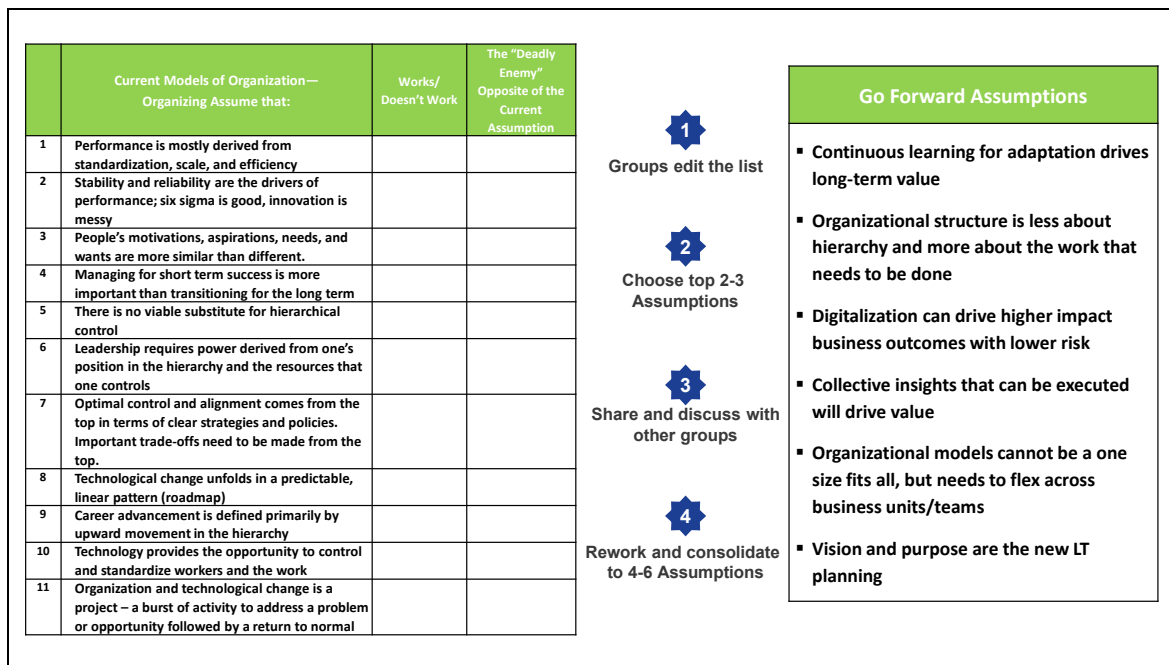 Current Models of Organization—
Organizing Assume that:
Works/
Doesn't Work
The "Deadly
Enemy"
Opposite of the
Current
Assumption
1
Performance is mostly derived from
standardization, scale, and efficiency
2
Stability and reliability are the drivers of
performance; six sigma is good, innovation is
messy
3
People's motivations, aspirations, needs, and
wants are more similar than different.
4
Managing for short term success is more
important than transitioning for the long term
5
There is no viable substitute for hierarchical
control
6
Leadership requires power derived from one's
position in the hierarchy and the resources that
one controls
7
Optimal control and alignment comes from the
top in terms of clear strategies and policies.
Important trade-offs need to be made from the
top.
8
Technological change unfolds in a predictable,
linear pattern (roadmap)
9
Career advancement is defined primarily by
upward movement in the hierarchy
10
Technology provides the opportunity to control
and standardize workers and the work
11
Organization and technological change is a
project – a burst of activity to address a problem
or opportunity followed by a return to normal
1
Groups edit the list
2
Choose top 2-3
Assumptions
3
Share and discuss with
other groups
4
Rework and consolidate
to 4-6 Assumptions
Go Forward Assumptions
▪ Continuous learning for adaptation drives
long-term value
▪ Organizational structure is less about
hierarchy and more about the work that
needs to be done
▪ Digitalization can drive higher impact
business outcomes with lower risk
▪ Collective insights that can be executed
will drive value
▪ Organizational models cannot be a one
size fits all, but needs to flex across
business units/teams
▪ Vision and purpose are the new LT
planning